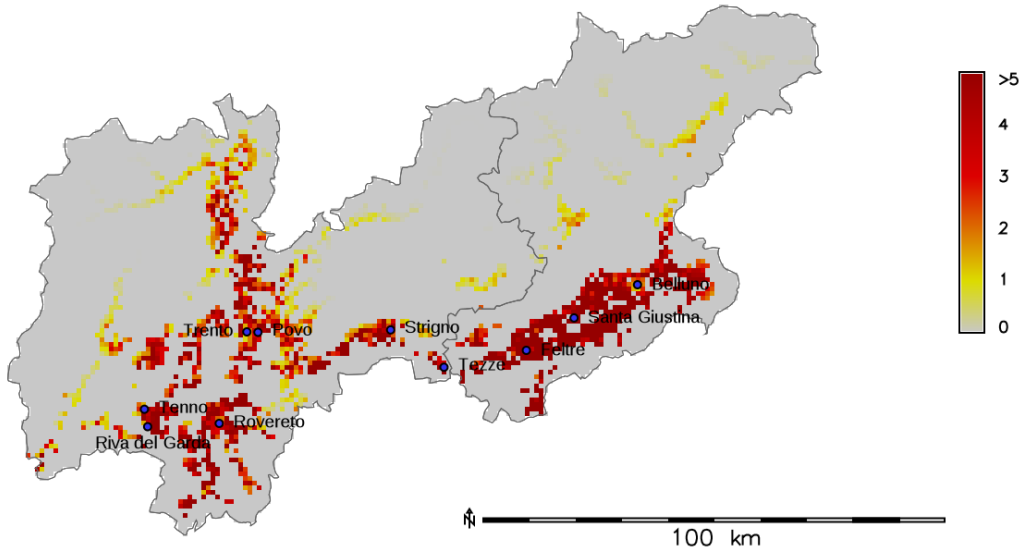 >5
4
3
2
1
0
Belluno
Santa Giustina
Feltre
Strigno
Trento
Povo
Tezze
Tenno
Rovereto
Riva del Garda
N
100 km